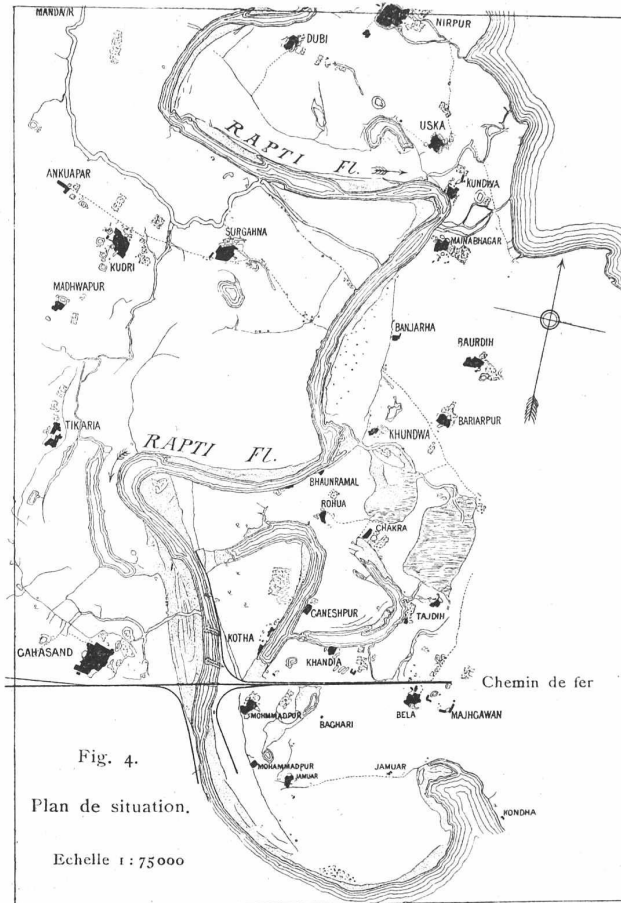 MANDA/R
NIRPUR
DUBI
USKA
RAPTI Fl.
ANKUAPAR
KUNDWA
SURGAHNA
KUDRI
MAINABHAGAR
MADHWAPUR
BANJARHA
BAURDIH
BARIARPUR
TIKARIA
KHUNDWA
RAPTI Fl.
BHAUNRAMAL
ROHUA
CHAKRA
GANESHPUR
TAJDIH
KOTHA
GAHASAND
KHANDIA
Chemin de fer
MOHMMADPUR
BELA
MAJHGAWAN
BAGHARI
Fig. 4.
MOHAMMADPUR
JAMUAR
JAMUAR
Plan de situation.
KONDHA
Echelle 1 : 75000